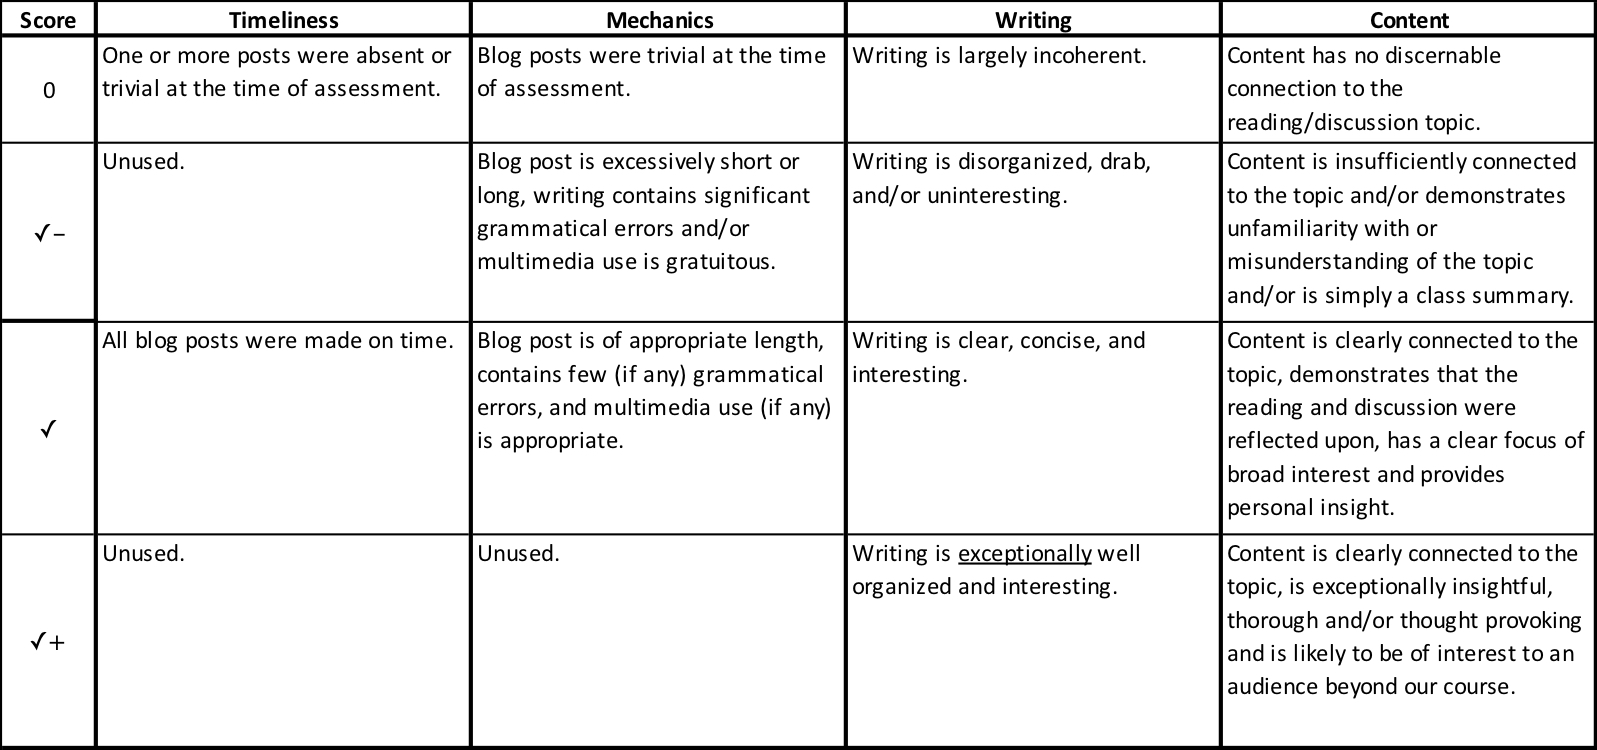 Score Timeliness Mechanics Writing Content
0
One or more posts were absent or
trivial at the time of assessment.
Blog posts were trivial at the time
of assessment.
Writing is largely incoherent.
Content has no discernable
connection to the
reading/discussion topic.
✓–
Unused.
Blog post is excessively short or
long, writing contains significant
grammatical errors and/or
multimedia use is gratuitous.
Writing is disorganized, drab,
and/or uninteresting.
Content is insufficiently connected
to the topic and/or demonstrates
unfamiliarity with or
misunderstanding of the topic
and/or is simply a class summary.
✓
All blog posts were made on time.
Blog post is of appropriate length,
contains few (if any) grammatical
errors, and multimedia use (if any)
is appropriate.
Writing is clear, concise, and
interesting.
Content is clearly connected to the
topic, demonstrates that the
reading and discussion were
reflected upon, has a clear focus of
broad interest and provides
personal insight.
✓+
Unused.
Unused.
Writing is exceptionally well
organized and interesting.
Content is clearly connected to the
topic, is exceptionally insightful,
thorough and/or thought provoking
and is likely to be of interest to an
audience beyond our course.